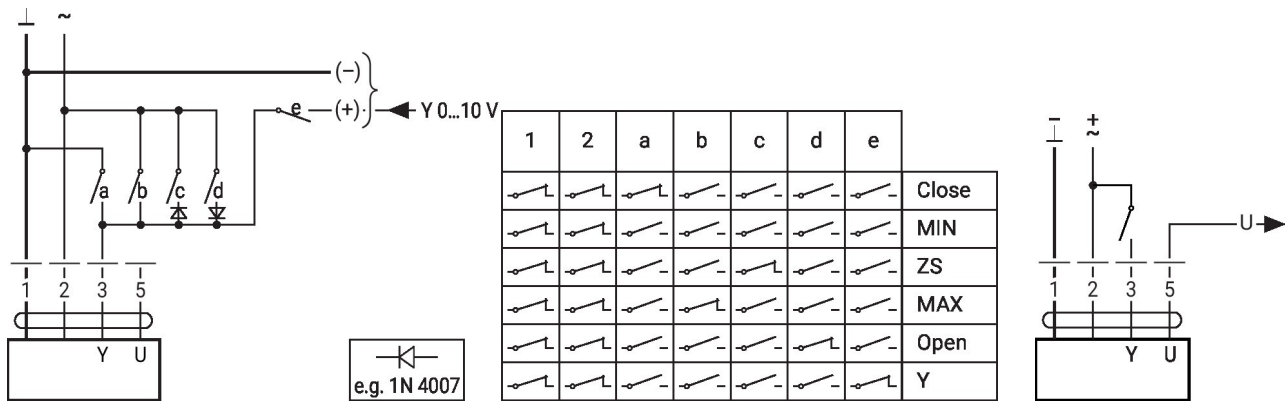 ⊥ ~
(−)
e (+) Y 0...10 V
a b c d
1 2 3 5
Y U
e.g. 1N 4007
1 2 a b c d e
Close
MIN
ZS
MAX
Open
Y
− +
⊥ ~
U
1 2 3 5
Y U